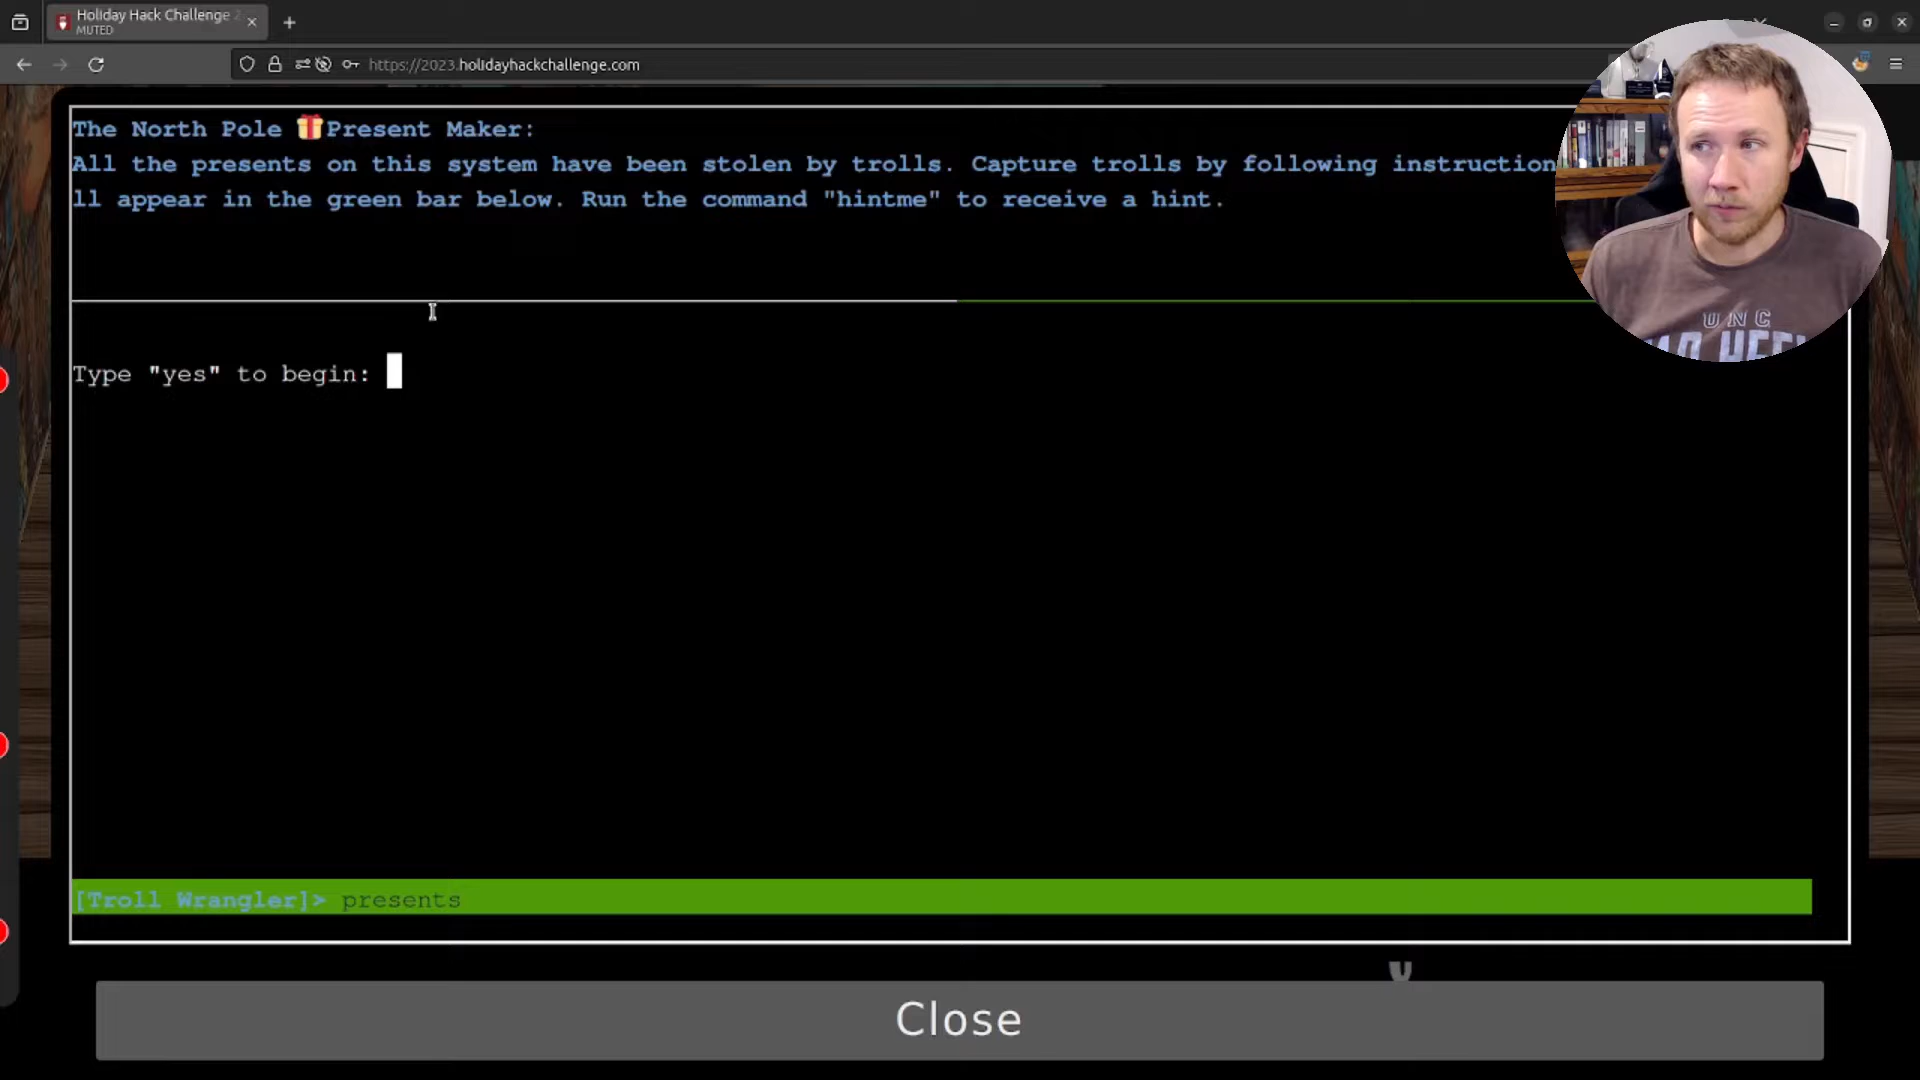 Holiday Hack Challenge 2
MUTED
https://2023.holidayhackchallenge.com
The North Pole 🎁Present Maker:
All the presents on this system have been stolen by trolls. Capture trolls by following instruction
ll appear in the green bar below. Run the command "hintme" to receive a hint.
UNC
Type "yes" to begin:
[Troll Wrangler]> presents
Close